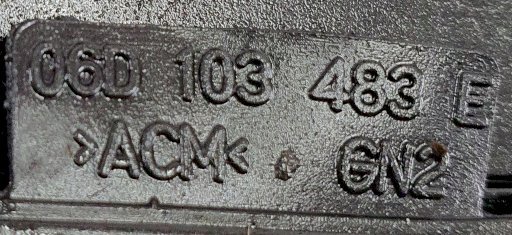 06D 103 483 E
>ACM< . GN2